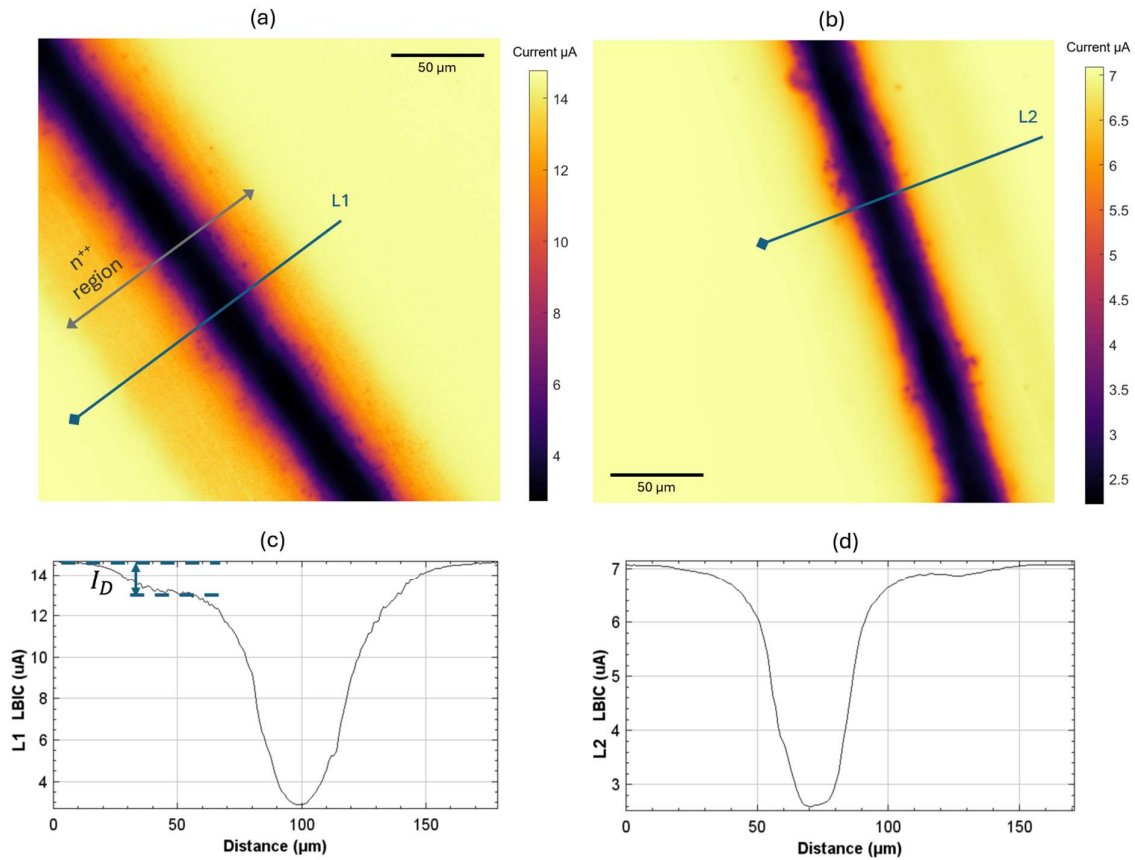 (a)
50 µm
Current µA
14
12
10
8
6
4
L1
n++
region
(b)
50 µm
Current µA
7
6.5
6
5.5
5
4.5
4
3.5
3
2.5
L2
(c)
I_D
L1 LBIC (uA)
14
12
10
8
6
4
0
50
100
150
Distance (µm)
(d)
L2 LBIC (uA)
7
6
5
4
3
0
50
100
150
Distance (µm)